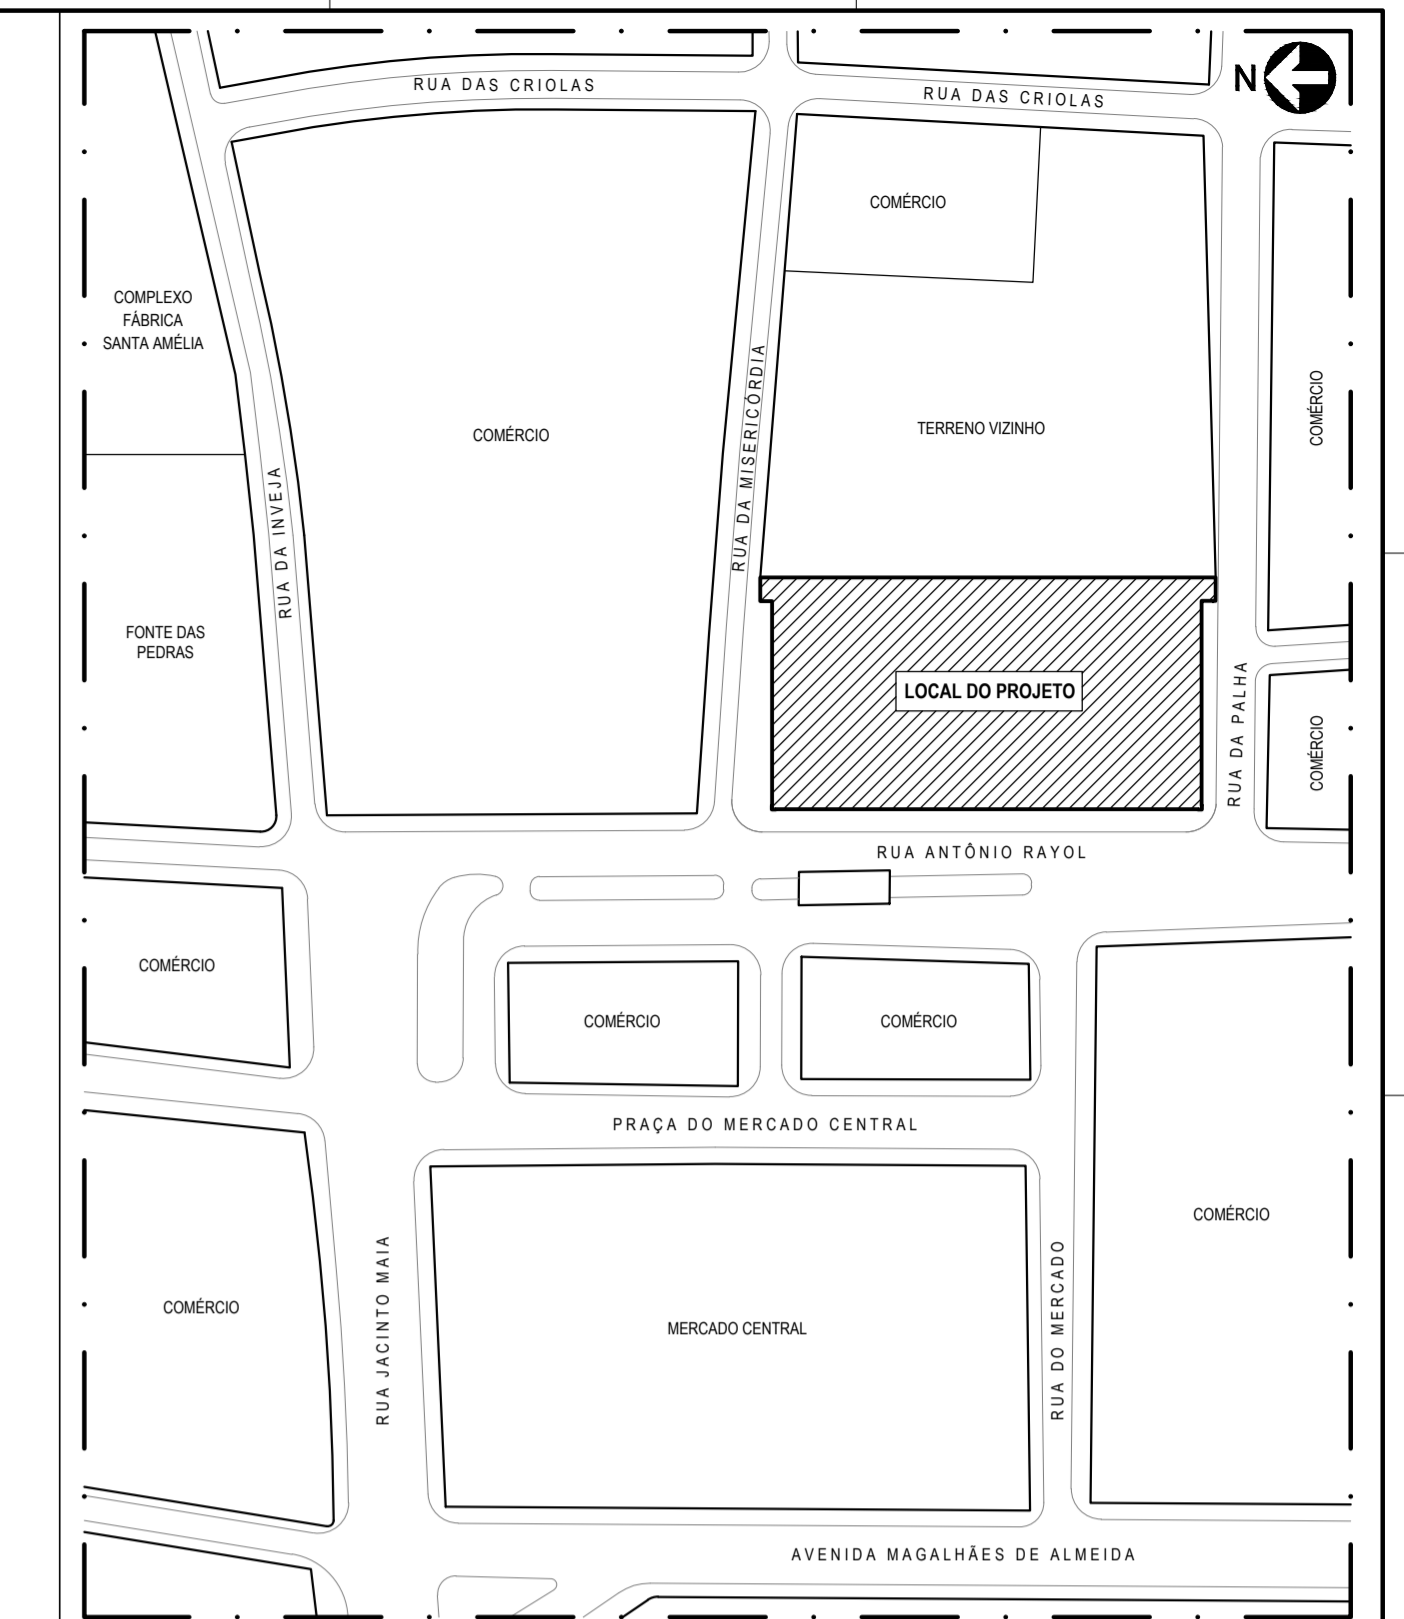 RUA DAS CRIOLAS
RUA DAS CRIOLAS
N
COMÉRCIO
COMPLEXO
FÁBRICA
SANTA AMÉLIA
COMÉRCIO
RUA DA MISERICÓRDIA
TERRENO VIZINHO
COMÉRCIO
RUA DA INVEJA
FONTE DAS
PEDRAS
LOCAL DO PROJETO
RUA DA PALHA
COMÉRCIO
RUA ANTÔNIO RAYOL
COMÉRCIO
COMÉRCIO
COMÉRCIO
PRAÇA DO MERCADO CENTRAL
COMÉRCIO
COMÉRCIO
RUA JACINTO MAIA
MERCADO CENTRAL
RUA DO MERCADO
AVENIDA MAGALHÃES DE ALMEIDA